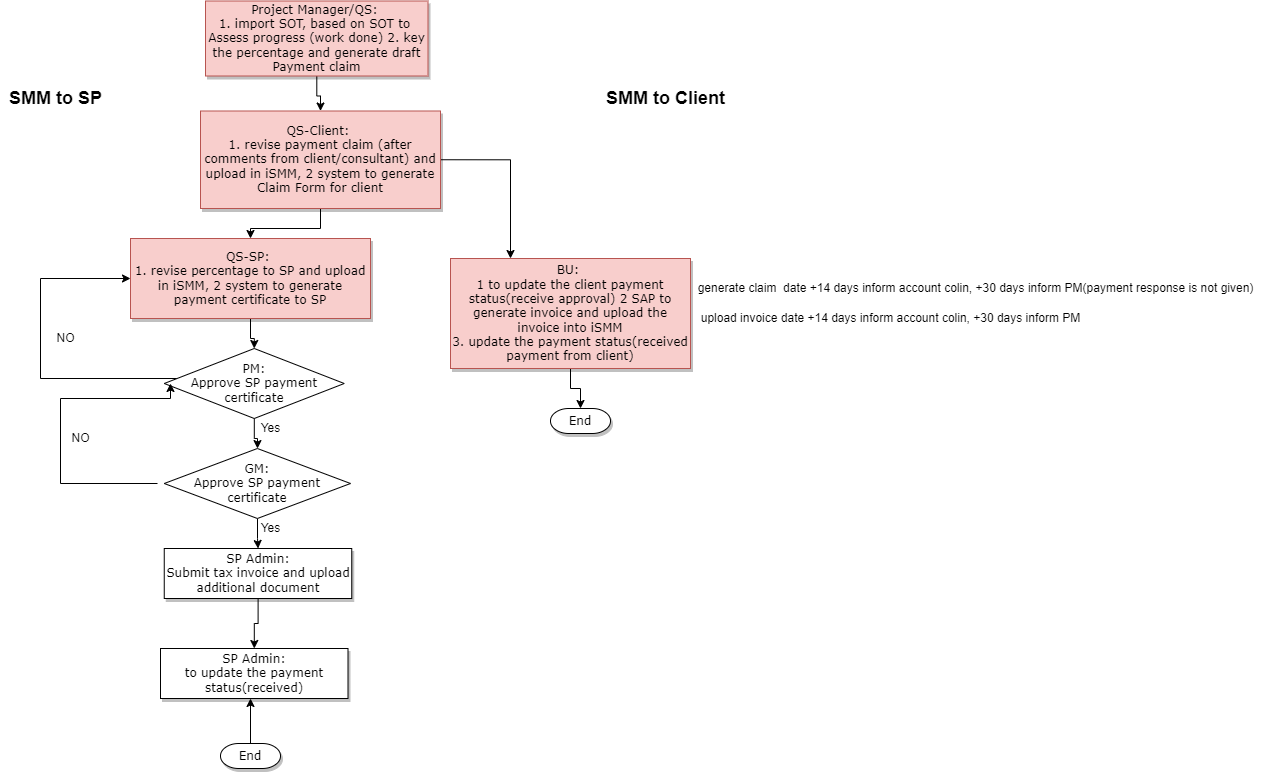 Project Manager/QS:
1. import SOT, based on SOT to
Assess progress (work done) 2. key
the percentage and generate draft
Payment claim
SMM to SP
SMM to Client
QS-Client:
1. revise payment claim (after
comments from client/consultant) and
upload in iSMM, 2 system to generate
Claim Form for client
QS-SP:
1. revise percentage to SP and upload
in iSMM, 2 system to generate
payment certificate to SP
BU:
1 to update the client payment
status(receive approval) 2 SAP to
generate invoice and upload the
invoice into iSMM
3. update the payment status(received
payment from client)
generate claim  date +14 days inform account colin, +30 days inform PM(payment response is not given)
upload invoice date +14 days inform account colin, +30 days inform PM
NO
PM:
Approve SP payment
certificate
End
Yes
NO
GM:
Approve SP payment
certificate
Yes
SP Admin:
Submit tax invoice and upload
additional document
SP Admin:
to update the payment
status(received)
End